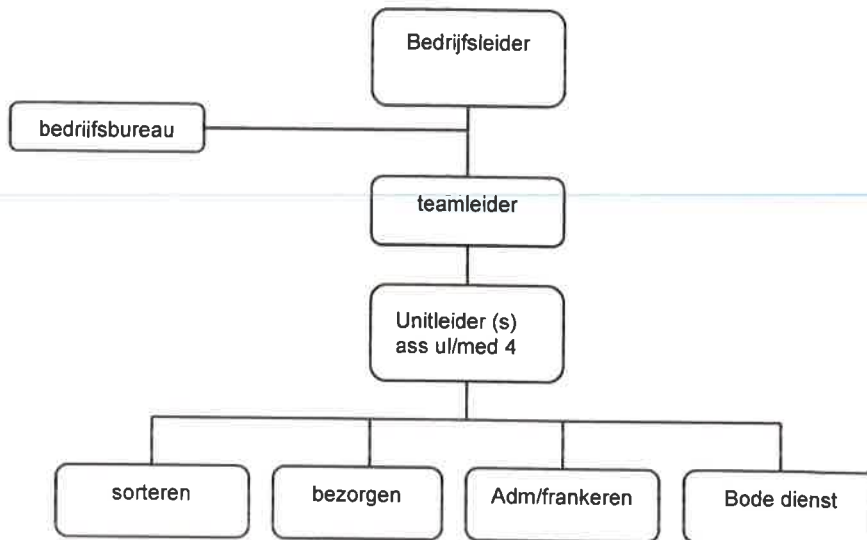 Bedrijfsleider
bedrijfsbureau
teamleider
Unitleider (s)
ass ul/med 4
sorteren
bezorgen
Adm/frankeren
Bode dienst